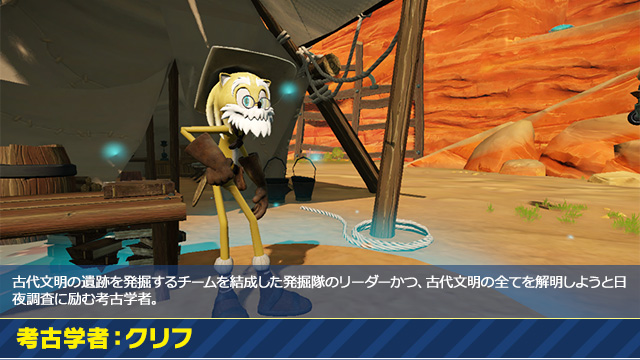 古代文明の遺跡を発掘するチームを結成した発掘隊のリーダーかつ、古代文明の全てを解明しようと日
夜調査に励む考古学者。
考古学者：クリフ